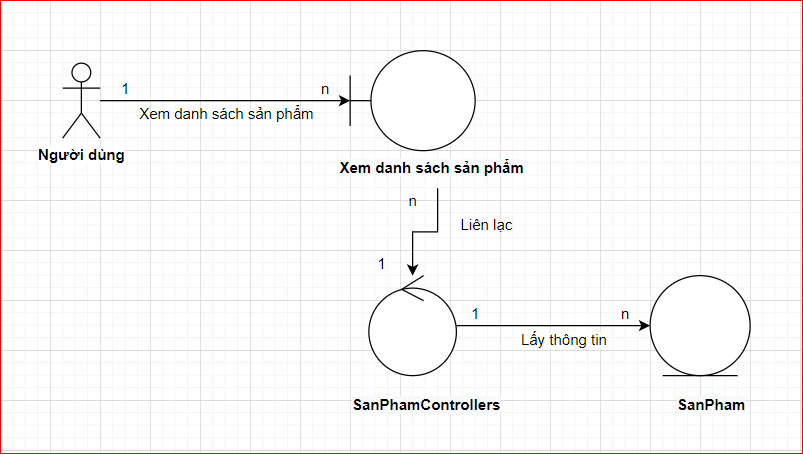 1
n
Xem danh sách sản phẩm
Người dùng
Xem danh sách sản phẩm
n
Liên lạc
1
1
n
Lấy thông tin
SanPhamControllers
SanPham